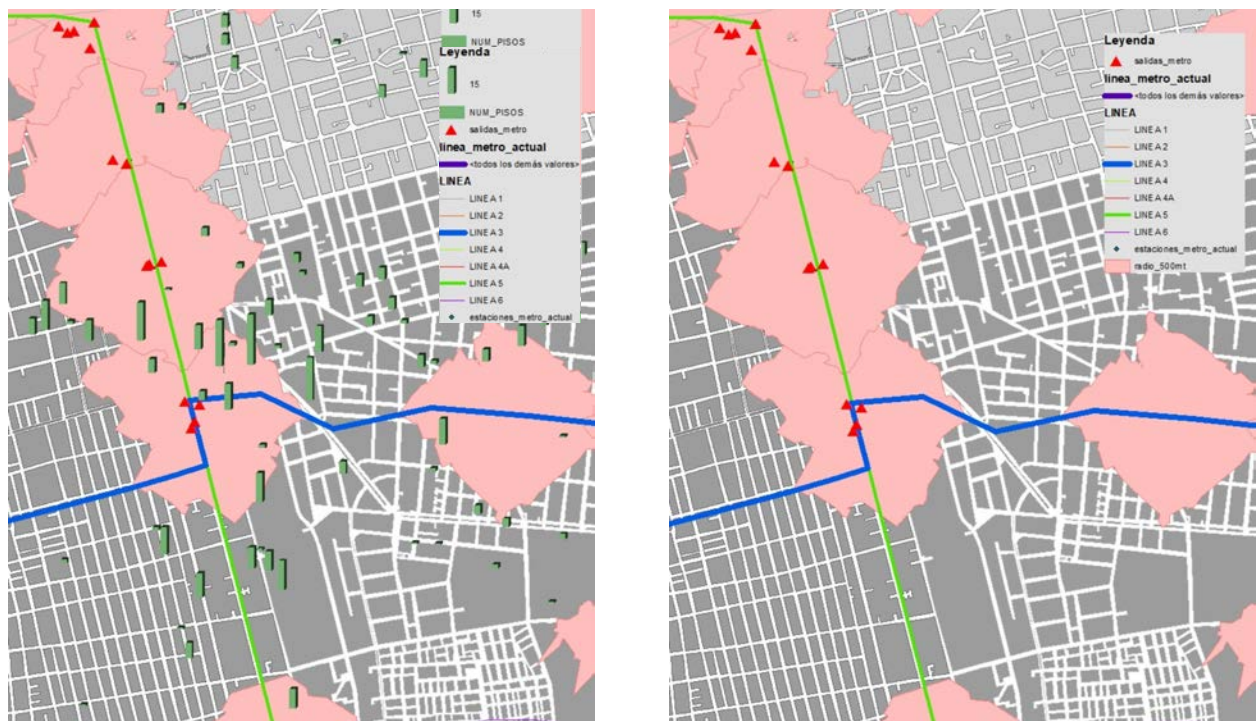 15
NUM_PISOS
Leyenda
15
NUM_PISOS
salidas_metro
linea_metro_actual
<todos los demás valores>
LINEA
LINEA 1
LINEA 2
LINEA 3
LINEA 4
LINEA 4A
LINEA 5
LINEA 6
estaciones_metro_actual
Leyenda
salidas_metro
linea_metro_actual
<todos los demás valores>
LINEA
LINEA 1
LINEA 2
LINEA 3
LINEA 4
LINEA 4A
LINEA 5
LINEA 6
estaciones_metro_actual
radio_500mt